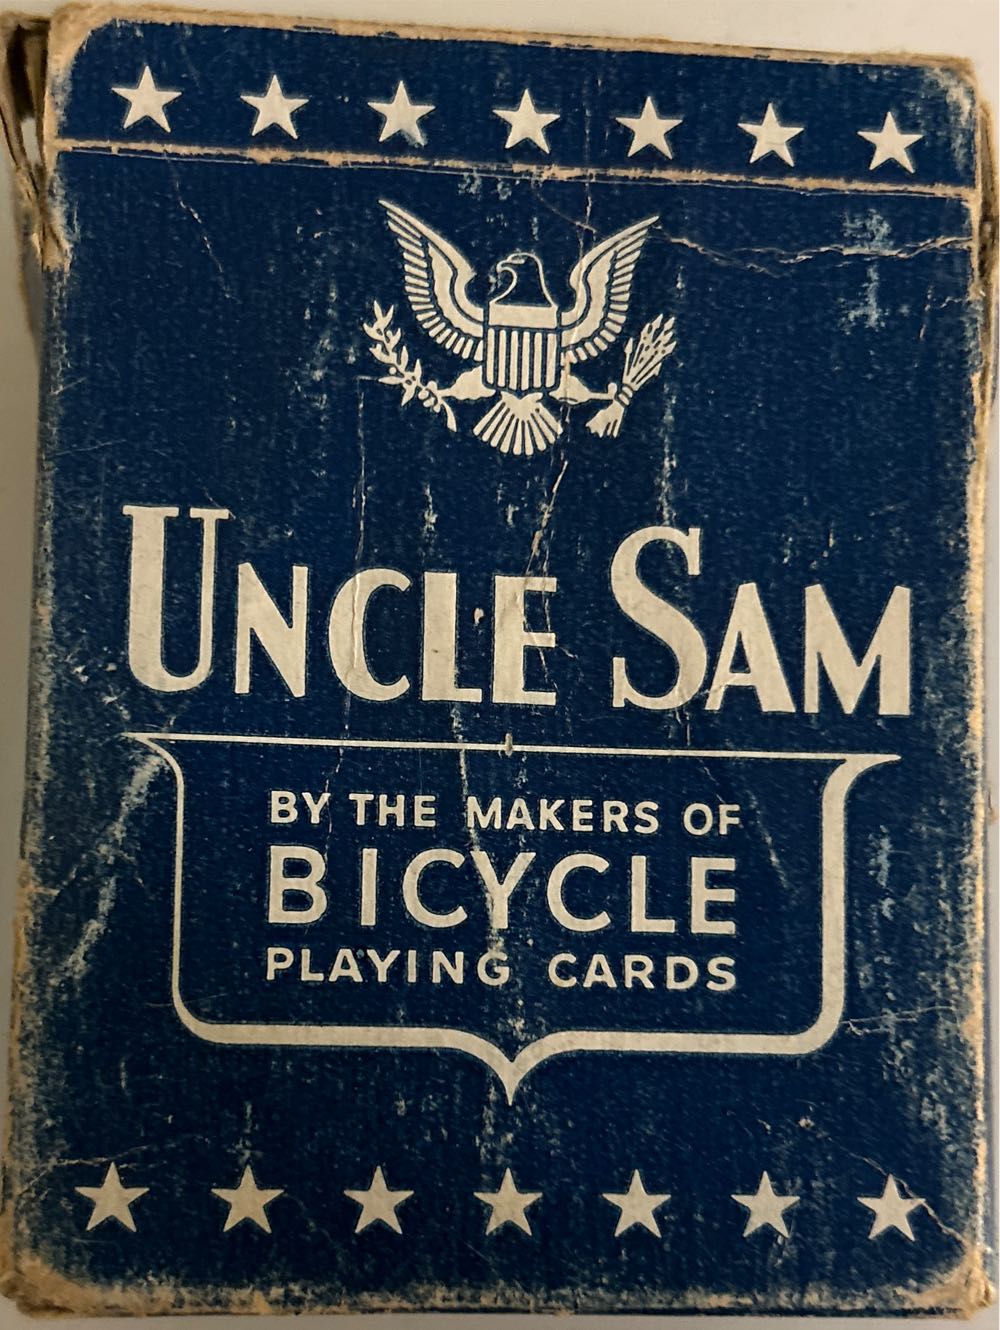 UNCLE SAM
BY THE MAKERS OF
BICYCLE
PLAYING CARDS